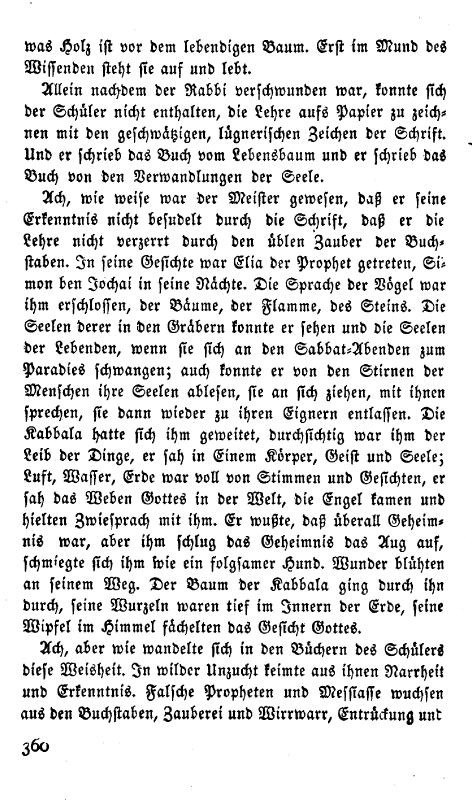 was Holz ist vor dem lebendigen Baum. Erst im Mund des
Wissenden steht sie auf und lebt.
Allein nachdem der Rabbi verschwunden war, konnte sich
der Schüler nicht enthalten, die Lehre aufs Papier zu zeich-
nen mit den geschwätzigen, lügnerischen Zeichen der Schrift.
Und er schrieb das Buch vom Lebensbaum und er schrieb das
Buch von den Verwandlungen der Seele.
Ach, wie weise war der Meister gewesen, daß er seine
Erkenntnis nicht besudelt durch die Schrift, daß er die
Lehre nicht verzerrt durch den üblen Zauber der Buch-
staben. In seine Gesichte war Elia der Prophet getreten, Si-
mon ben Jochai in seine Nächte. Die Sprache der Vögel war
ihm erschlossen, der Bäume, der Flamme, des Steins. Die
Seelen derer in den Gräbern konnte er sehen und die Seelen
der Lebenden, wenn sie sich an den Sabbat-Abenden zum
Paradies schwangen; auch konnte er von den Stirnen der
Menschen ihre Seelen ablesen, sie an sich ziehen, mit ihnen
sprechen, sie dann wieder zu ihren Eignern entlassen. Die
Kabbala hatte sich ihm geweitet, durchsichtig war ihm der
Leib der Dinge, er sah in Einem Körper, Geist und Seele;
Luft, Wasser, Erde war voll von Stimmen und Gesichten, er
sah das Weben Gottes in der Welt, die Engel kamen und
hielten Zwiesprach mit ihm. Er wußte, daß überall Geheim-
nis war, aber ihm schlug das Geheimnis das Aug auf,
schmiegte sich ihm wie ein folgsamer Hund. Wunder blühten
an seinem Weg. Der Baum der Kabbala ging durch ihn
durch, seine Wurzeln waren tief im Innern der Erde, seine
Wipfel im Himmel fächelten das Gesicht Gottes.
Ach, aber wie wandelte sich in den Büchern des Schülers
diese Weisheit. In wilder Unzucht keimte aus ihnen Narrheit
und Erkenntnis. Falsche Propheten und Messiasse wuchsen
aus den Buchstaben, Zauberei und Wirrwarr, Entrückung und
360